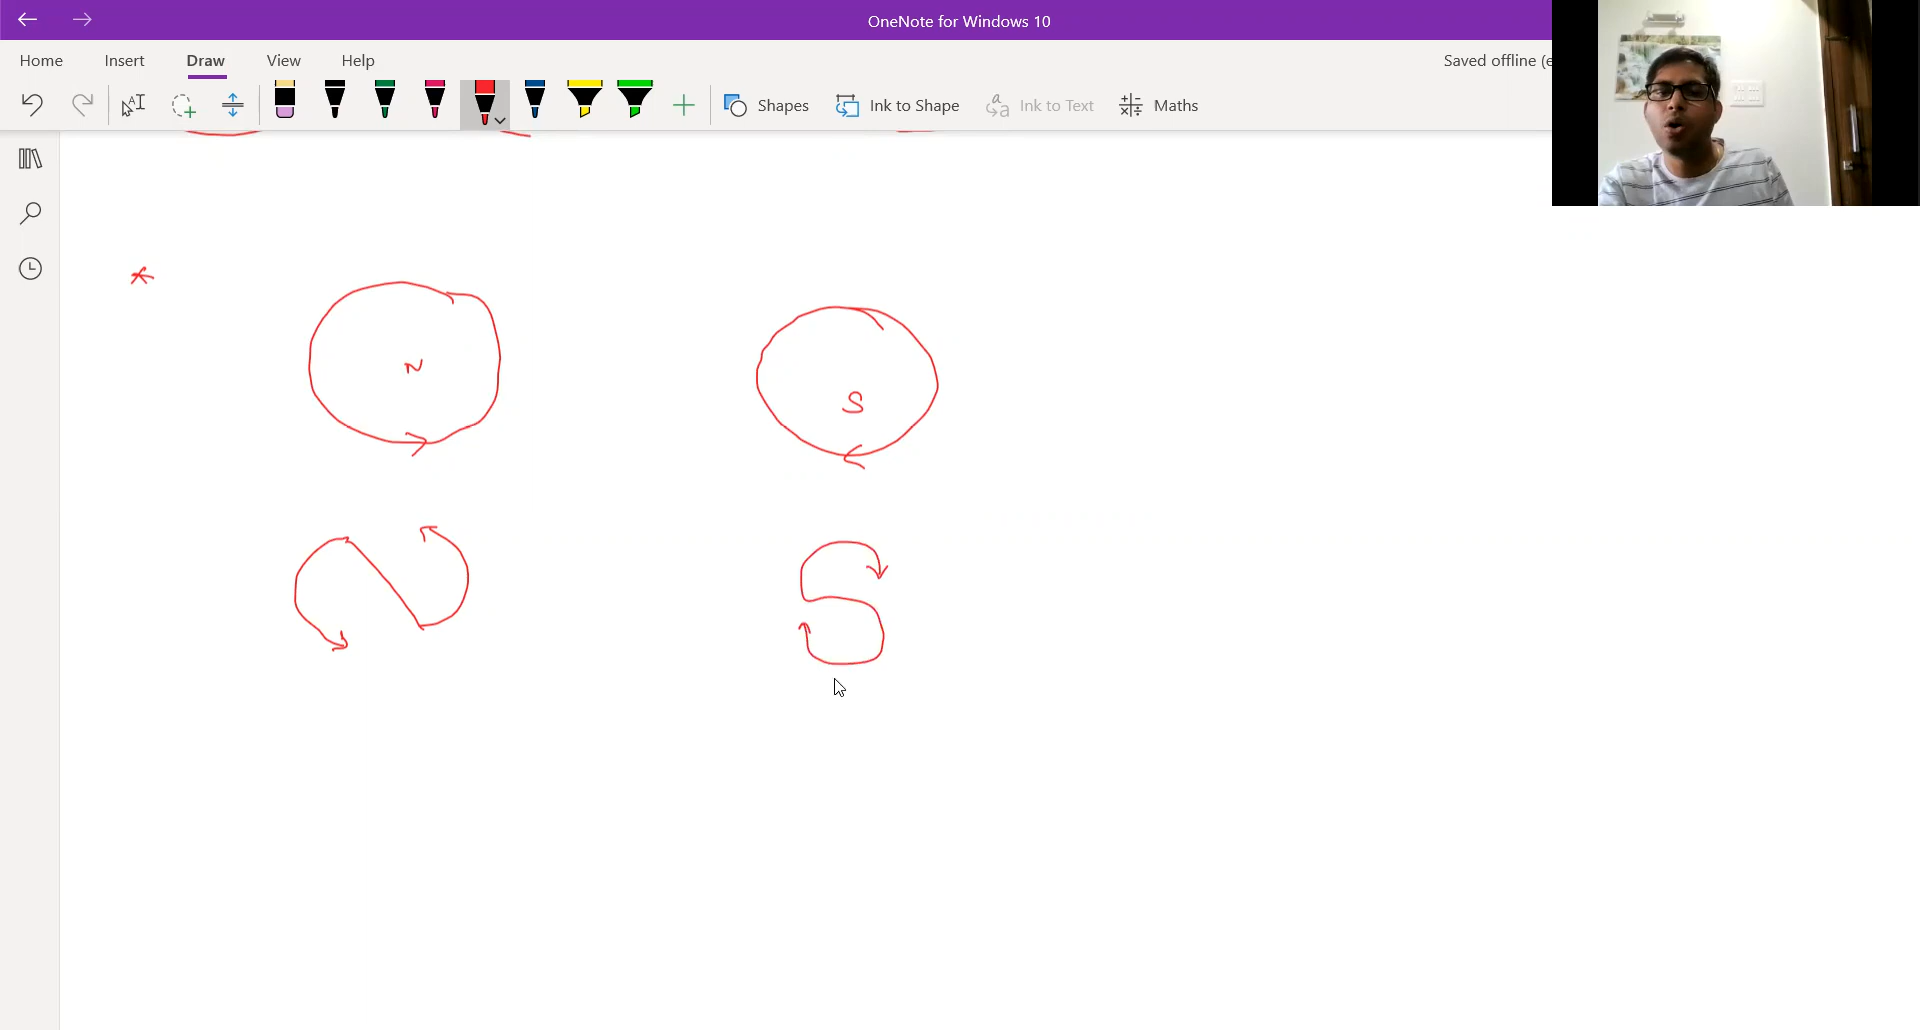 OneNote for Windows 10
Home Insert Draw View Help
Saved offline (e
Shapes Ink to Shape Ink to Text Maths
*
N
S
N
S